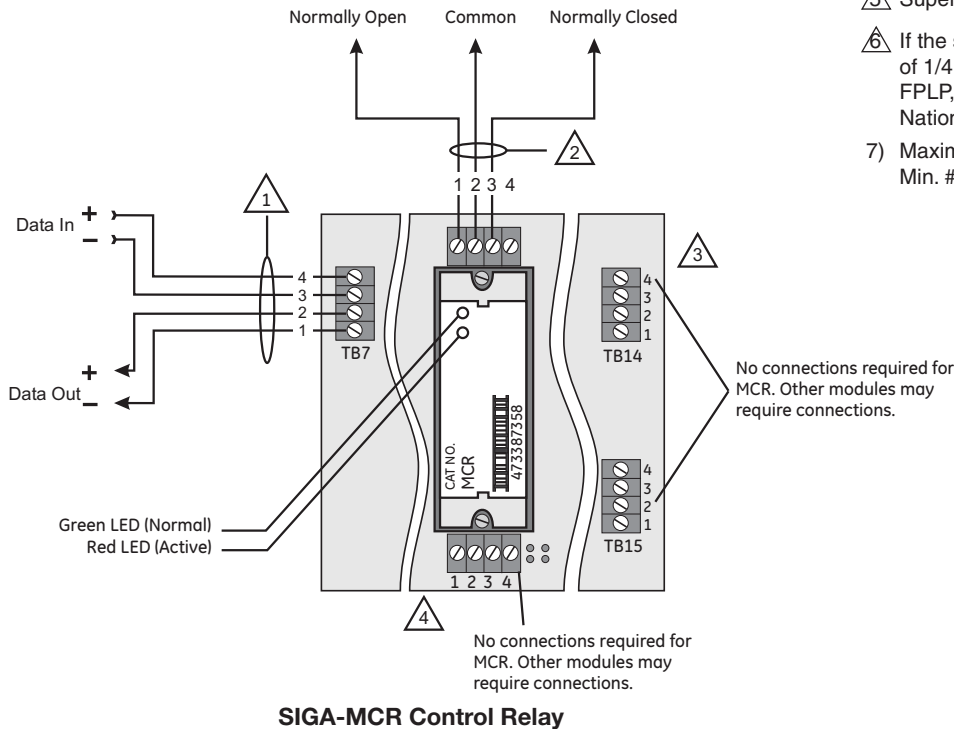 Normally Open Common Normally Closed
5 Super
6 If the s
of 1/4
FPLP,
Nation
7) Maxim
Min. #
2
1 2 3 4
1
Data In + −
3
4
3
2
1
TB7
4
3
2
1
TB14
Data Out + −
No connections required for
MCR. Other modules may
require connections.
CAT NO.
MCR
473387358
4
3
2
1
TB15
Green LED (Normal)
Red LED (Active)
1 2 3 4
4
No connections required for
MCR. Other modules may
require connections.
SIGA-MCR Control Relay